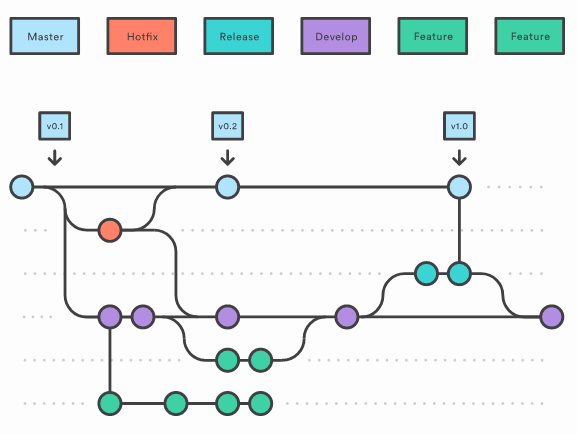 Master
Hotfix
Release
Develop
Feature
Feature
v0.1
v0.2
v1.0